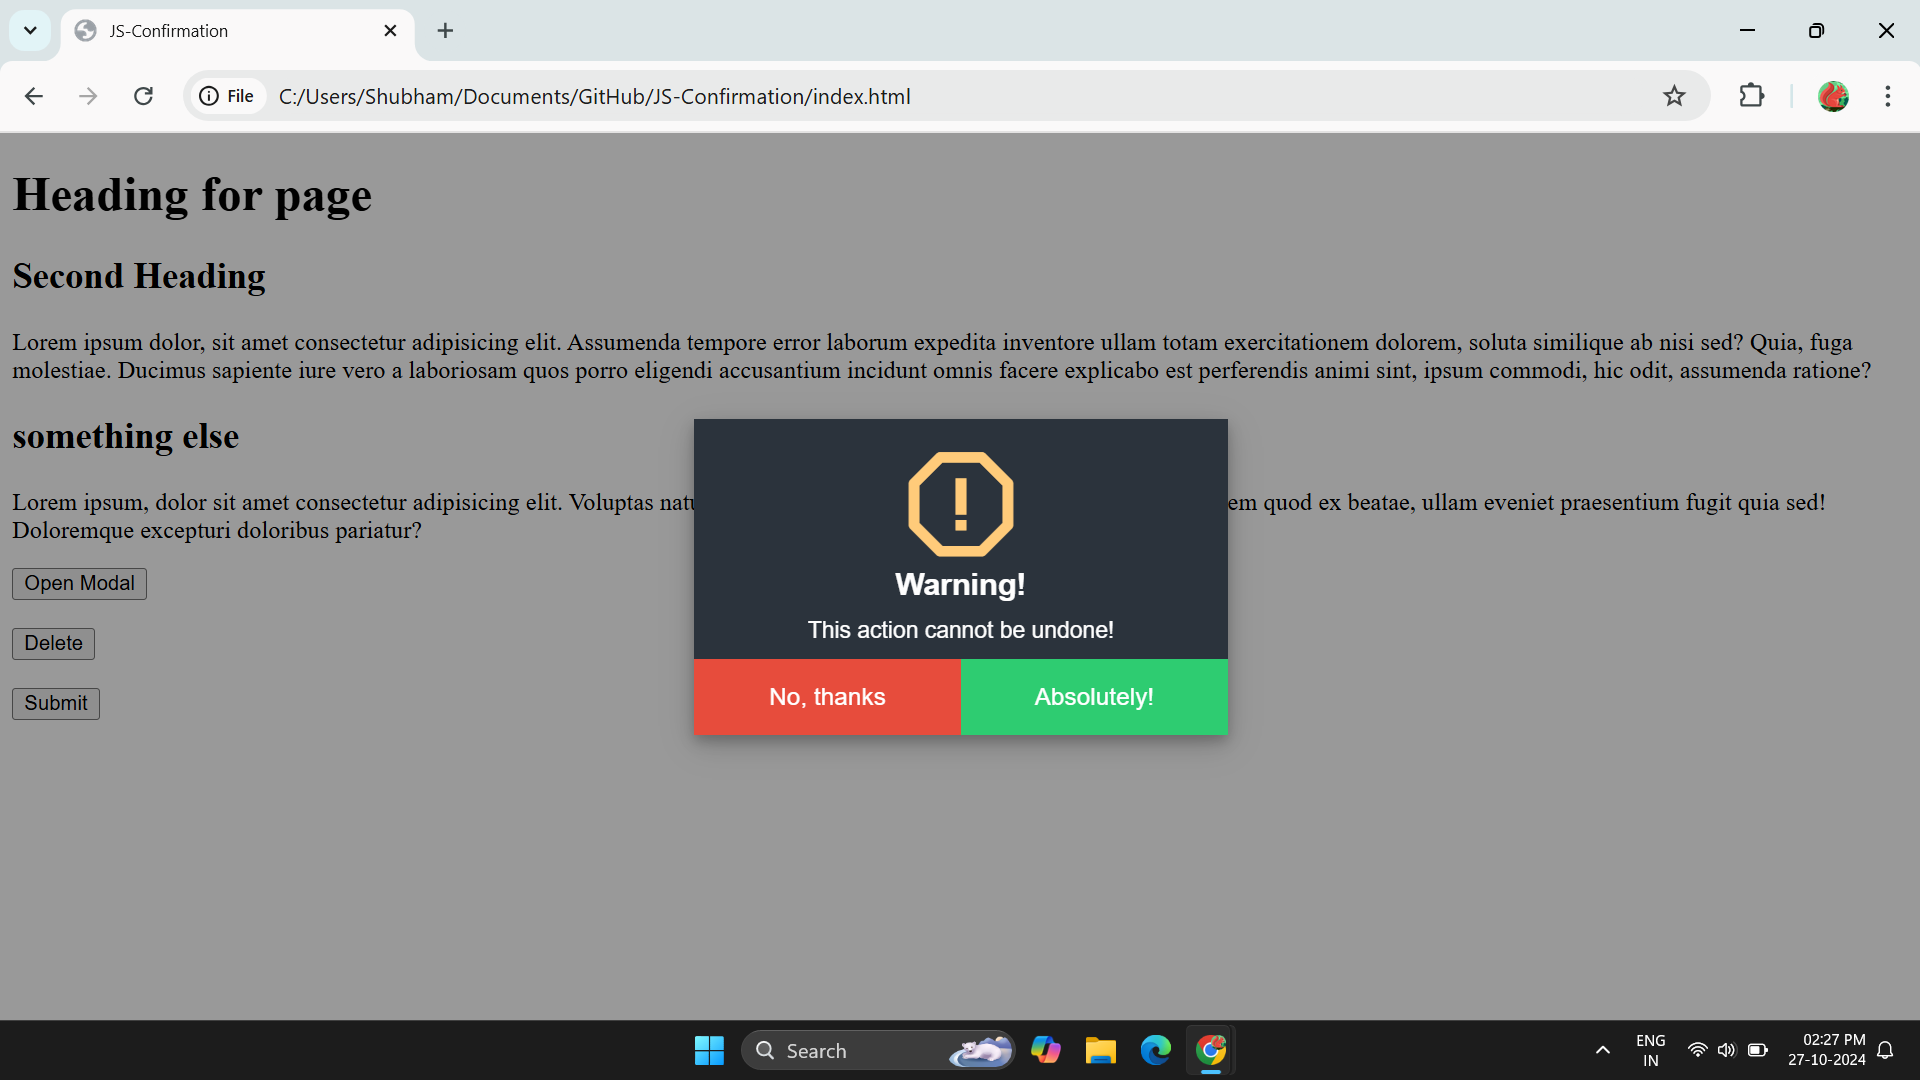 JS-Confirmation
File
C:/Users/Shubham/Documents/GitHub/JS-Confirmation/index.html
Heading for page
Second Heading
Lorem ipsum dolor, sit amet consectetur adipisicing elit. Assumenda tempore error laborum expedita inventore ullam totam exercitationem dolorem, soluta similique ab nisi sed? Quia, fuga
molestiae. Ducimus sapiente iure vero a laboriosam quos porro eligendi accusantium incidunt omnis facere explicabo est perferendis animi sint, ipsum commodi, hic odit, assumenda ratione?
something else
Lorem ipsum, dolor sit amet consectetur adipisicing elit. Voluptas natu em quod ex beatae, ullam eveniet praesentium fugit quia sed!
Doloremque excepturi doloribus pariatur?
Open Modal
Delete
Submit
Warning!
This action cannot be undone!
No, thanks
Absolutely!
Search
ENG
IN
02:27 PM
27-10-2024